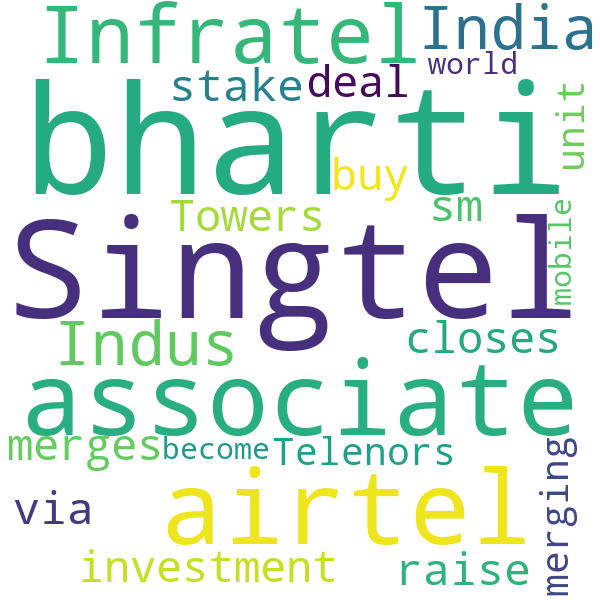 Infratel
India
world
stake
deal
bharti
unit
buy
Towers
sm
mobile
Singtel
Indus
closes
associate
merges
become
Telenors
merging
via
airtel
investment
raise